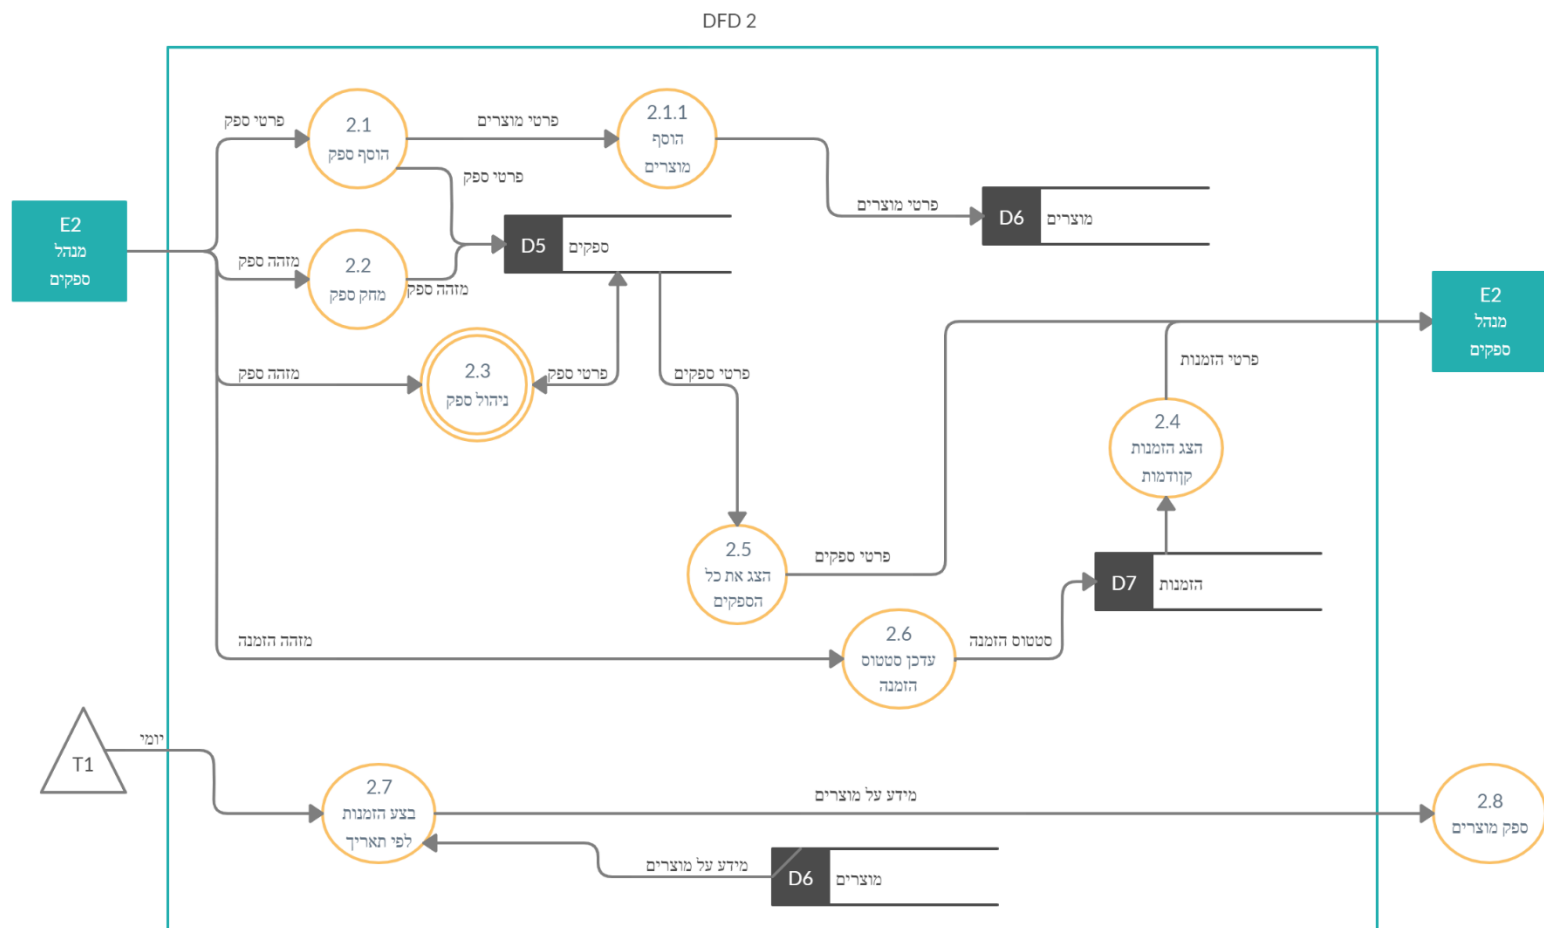 DFD 2
2.1
הוסף ספק
2.1.1
הוסף
מוצרים
פרטי ספק
פרטי מוצרים
פרטי ספק
E2
מנהל
ספקים
D5
ספקים
פרטי מוצרים
D6
מוצרים
מזהה ספק
2.2
מחק ספק
מזהה ספק
E2
מנהל
ספקים
מזהה ספק
2.3
ניהול ספק
פרטי ספק
פרטי ספקים
פרטי הזמנות
2.4
הצג הזמנות
קןודמות
2.5
הצג את כל
הספקים
פרטי ספקים
D7
הזמנות
מזהה הזמנה
2.6
עדכן סטטוס
הזמנה
סטטוס הזמנה
T1
יומי
2.7
בצע הזמנות
לפי תאריך
מידע על מוצרים
2.8
ספק מוצרים
מידע על מוצרים
D6
מוצרים